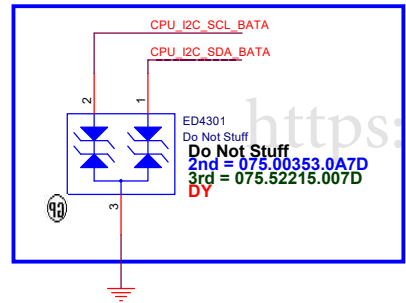 CPU_I2C_SCL_BATA
CPU_I2C_SDA_BATA
2
1
ED4301
Do Not Stuff
https:
Do Not Stuff
2nd = 075.00353.0A7D
3rd = 075.52215.007D
DY
3